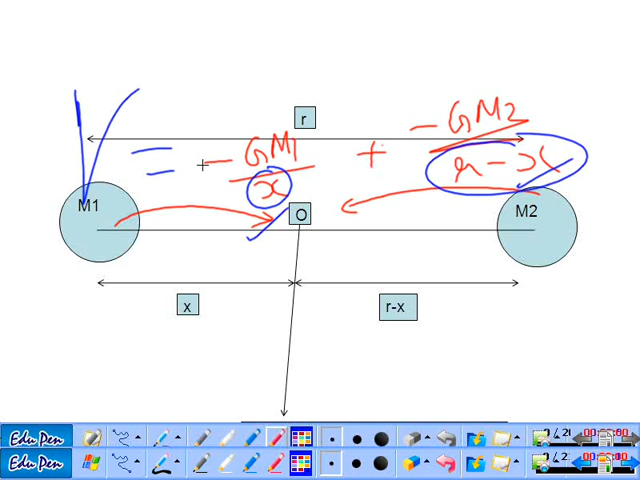 r
V = - GM1 / x + - GM2 / r - x
M1
O
M2
x
r-x
Edu Pen
Edu Pen